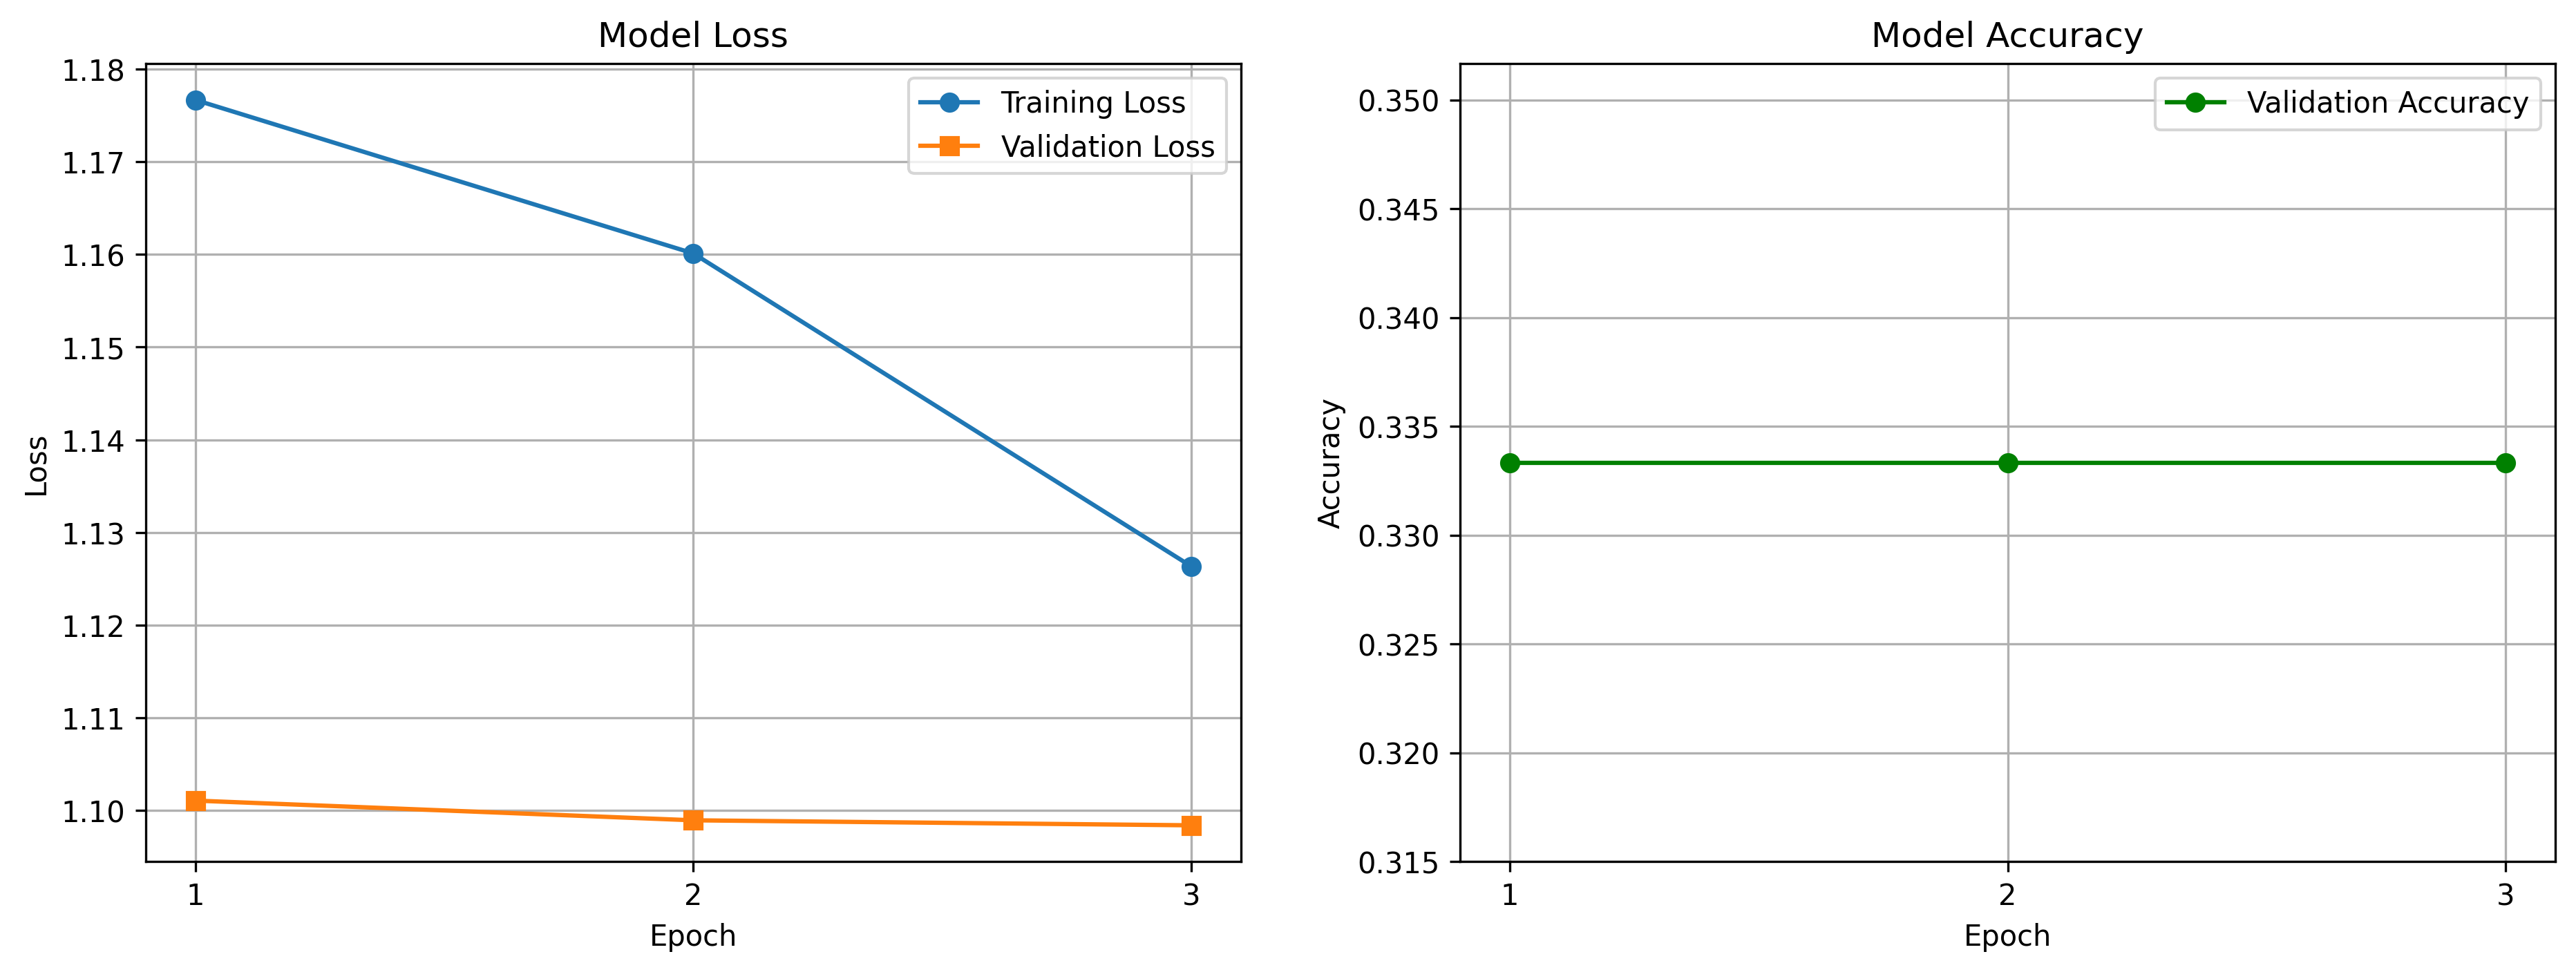 Model Loss
1.18
1.17
1.16
1.15
1.14
1.13
1.12
1.11
1.10
Loss
1 2 3
Epoch
Training Loss
Validation Loss
Model Accuracy
0.350
0.345
0.340
0.335
0.330
0.325
0.320
0.315
Accuracy
1 2 3
Epoch
Validation Accuracy